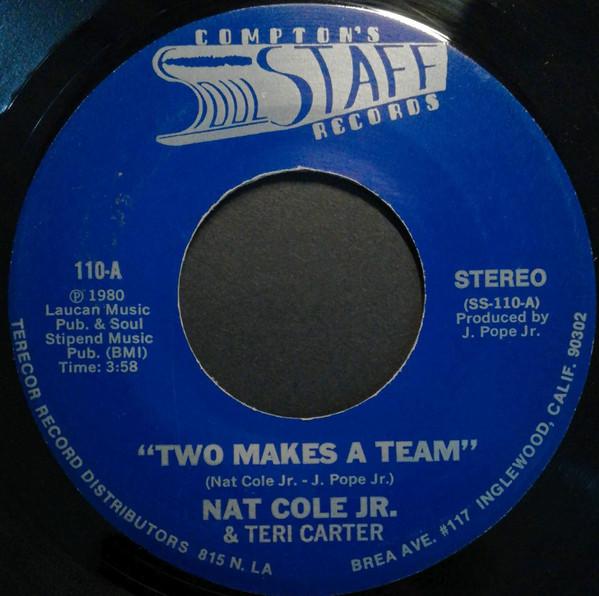 COMPTON'S
STAFF
RECORDS
110-A
℗ 1980
Laucan Music
Pub. & Soul
Stipend Music
Pub. (BMI)
Time: 3:58
STEREO
(SS-110-A)
Produced by
J. Pope Jr.
"TWO MAKES A TEAM"
(Nat Cole Jr. - J. Pope Jr.)
NAT COLE JR.
& TERI CARTER
TERECOR RECORD DISTRIBUTORS 815 N. LA BREA AVE. #117 INGLEWOOD, CALIF. 90302